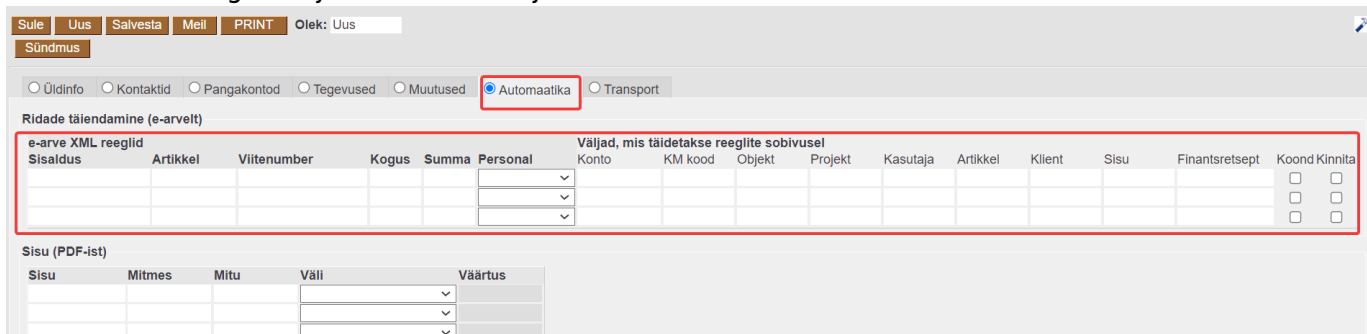 Sule Uus Salvesta Meil PRINT Olek: Uus
Sündmus
Üldinfo Kontaktid Pangakontod Tegevused Muutused Automaatika Transport
Ridade täiendamine (e-arvelt)
e-arve XML reeglid Väljad, mis täidetakse reeglite sobivusel
Sisaldus Artikkel Viitenumber Kogus Summa Personal Konto KM kood Objekt Projekt Kasutaja Artikkel Klient Sisu Finantsretsept Koond Kinnita
Sisu (PDF-ist)
Sisu Mitmes Mitu Väli Väärtus